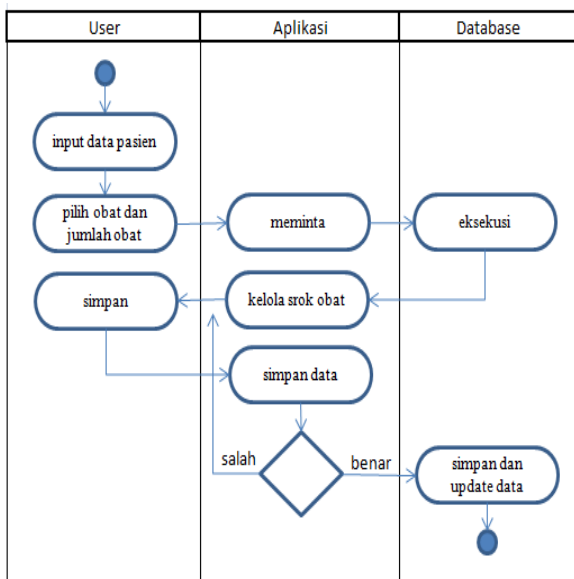 User Aplikasi Database
input data pasien
pilih obat dan
jumlah obat
meminta
eksekusi
simpan
kelola srok obat
simpan data
salah
benar
simpan dan
update data